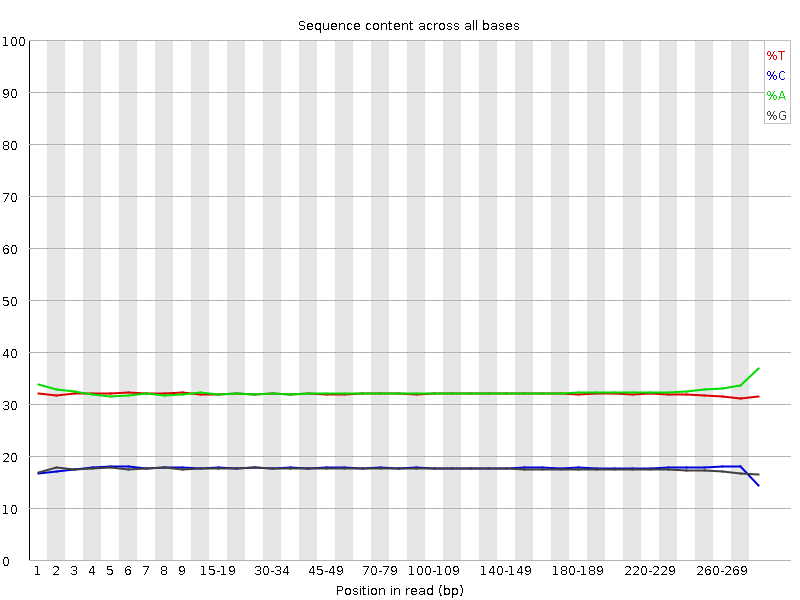 Sequence content across all bases
100
90
80
70
60
50
40
30
20
10
0
%T
%C
%A
%G
1 2 3 4 5 6 7 8 9 15-19 30-34 45-49 70-79 100-109 140-149 180-189 220-229 260-269
Position in read (bp)